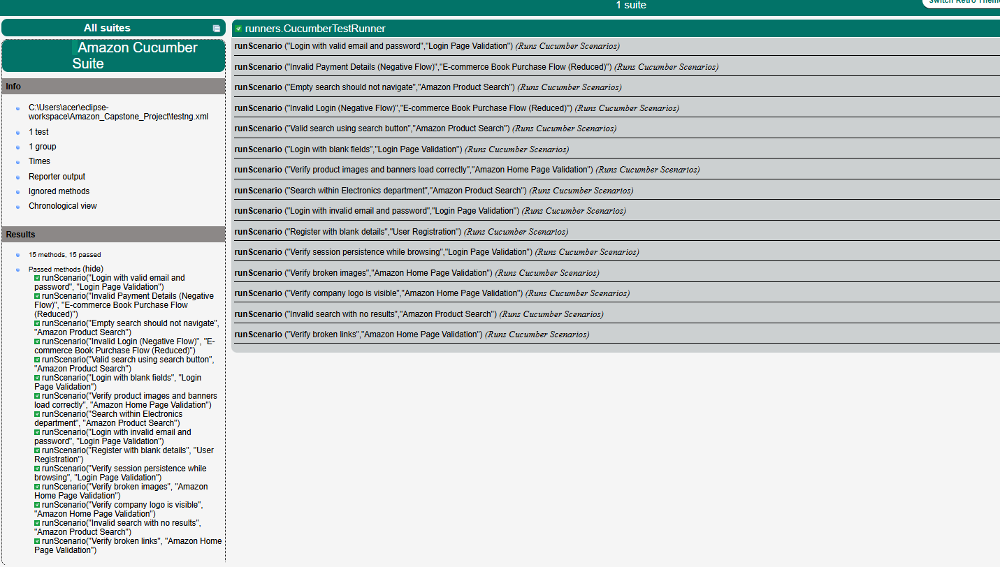 1 suite
Switch Retro Theme
All suites
Amazon Cucumber
Suite
Info
C:\Users\acer\eclipse-
workspace\Amazon_Capstone_Project\testng.xml
1 test
1 group
Times
Reporter output
Ignored methods
Chronological view
Results
15 methods, 15 passed
Passed methods (hide)
runScenario("Login with valid email and
password", "Login Page Validation")
runScenario("Invalid Payment Details (Negative
Flow)", "E-commerce Book Purchase Flow
(Reduced)")
runScenario("Empty search should not navigate",
"Amazon Product Search")
runScenario("Invalid Login (Negative Flow)", "E-
commerce Book Purchase Flow (Reduced)")
runScenario("Valid search using search button",
"Amazon Product Search")
runScenario("Login with blank fields", "Login
Page Validation")
runScenario("Verify product images and banners
load correctly", "Amazon Home Page Validation")
runScenario("Search within Electronics
department", "Amazon Product Search")
runScenario("Login with invalid email and
password", "Login Page Validation")
runScenario("Register with blank details", "User
Registration")
runScenario("Verify session persistence while
browsing", "Login Page Validation")
runScenario("Verify broken images", "Amazon
Home Page Validation")
runScenario("Verify company logo is visible",
"Amazon Home Page Validation")
runScenario("Invalid search with no results",
"Amazon Product Search")
runScenario("Verify broken links", "Amazon Home
Page Validation")
runners.CucumberTestRunner
runScenario ("Login with valid email and password","Login Page Validation") (Runs Cucumber Scenarios)
runScenario ("Invalid Payment Details (Negative Flow)","E-commerce Book Purchase Flow (Reduced)") (Runs Cucumber Scenarios)
runScenario ("Empty search should not navigate","Amazon Product Search") (Runs Cucumber Scenarios)
runScenario ("Invalid Login (Negative Flow)","E-commerce Book Purchase Flow (Reduced)") (Runs Cucumber Scenarios)
runScenario ("Valid search using search button","Amazon Product Search") (Runs Cucumber Scenarios)
runScenario ("Login with blank fields","Login Page Validation") (Runs Cucumber Scenarios)
runScenario ("Verify product images and banners load correctly","Amazon Home Page Validation") (Runs Cucumber Scenarios)
runScenario ("Search within Electronics department","Amazon Product Search") (Runs Cucumber Scenarios)
runScenario ("Login with invalid email and password","Login Page Validation") (Runs Cucumber Scenarios)
runScenario ("Register with blank details","User Registration") (Runs Cucumber Scenarios)
runScenario ("Verify session persistence while browsing","Login Page Validation") (Runs Cucumber Scenarios)
runScenario ("Verify broken images","Amazon Home Page Validation") (Runs Cucumber Scenarios)
runScenario ("Verify company logo is visible","Amazon Home Page Validation") (Runs Cucumber Scenarios)
runScenario ("Invalid search with no results","Amazon Product Search") (Runs Cucumber Scenarios)
runScenario ("Verify broken links","Amazon Home Page Validation") (Runs Cucumber Scenarios)